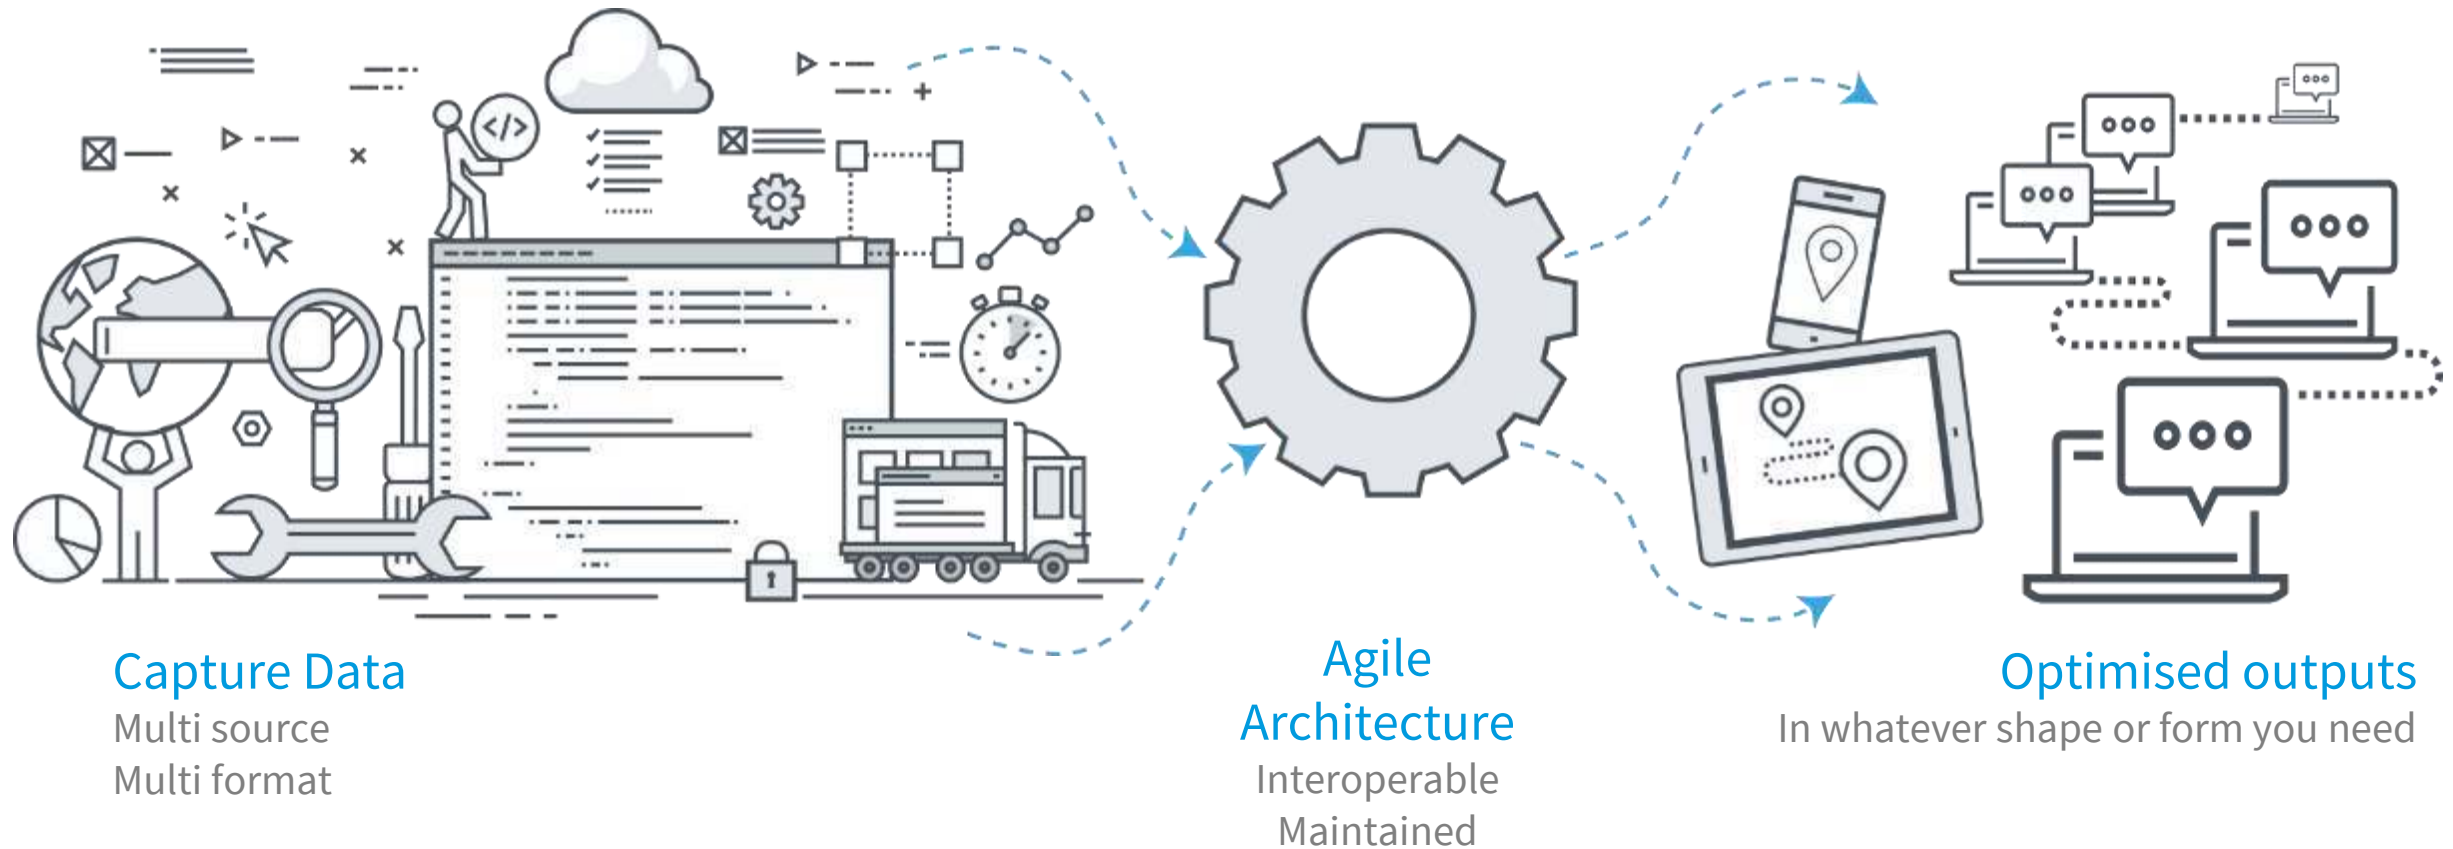 </>
Capture Data
Multi source
Multi format
Agile
Architecture
Interoperable
Maintained
Optimised outputs
In whatever shape or form you need